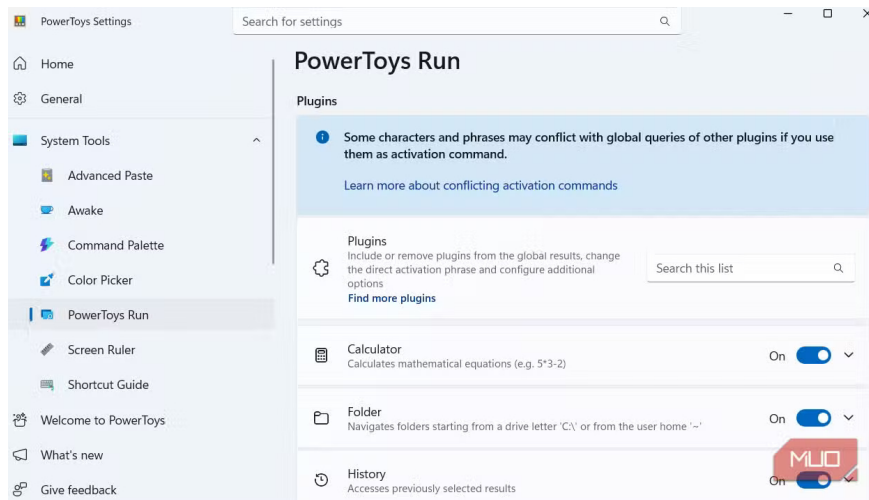 PowerToys Settings
Search for settings
Home
General
System Tools
Advanced Paste
Awake
Command Palette
Color Picker
PowerToys Run
Screen Ruler
Shortcut Guide
Welcome to PowerToys
What's new
Give feedback
PowerToys Run
Plugins
Some characters and phrases may conflict with global queries of other plugins if you use
them as activation command.
Learn more about conflicting activation commands
Plugins
Include or remove plugins from the global results, change
the direct activation phrase and configure additional
options
Find more plugins
Search this list
Calculator
Calculates mathematical equations (e.g. 5*3-2)
On
Folder
Navigates folders starting from a drive letter 'C:\' or from the user home '~'
On
History
Accesses previously selected results
On
MUO